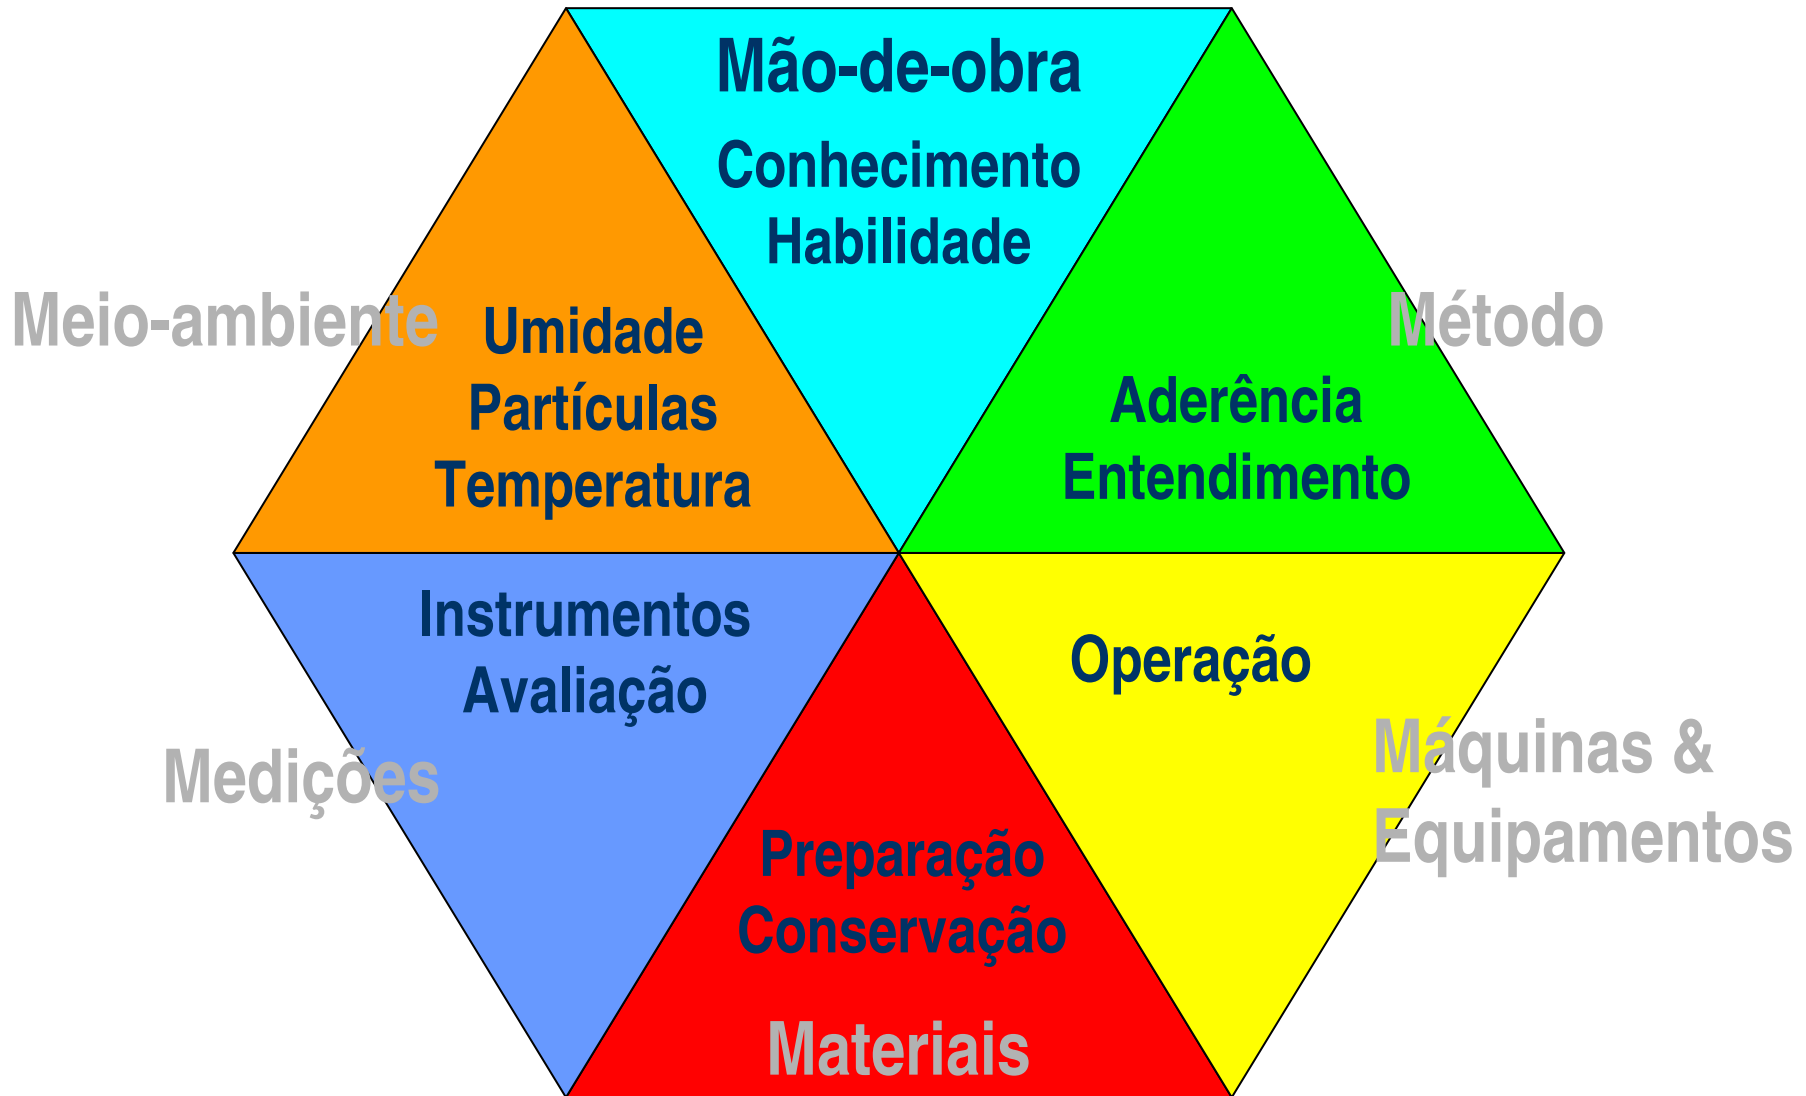 Mão-de-obra
Conhecimento
Habilidade
Meio-ambiente
Umidade
Partículas
Temperatura
Método
Aderência
Entendimento
Instrumentos
Avaliação
Medições
Operação
Máquinas &
Equipamentos
Preparação
Conservação
Materiais